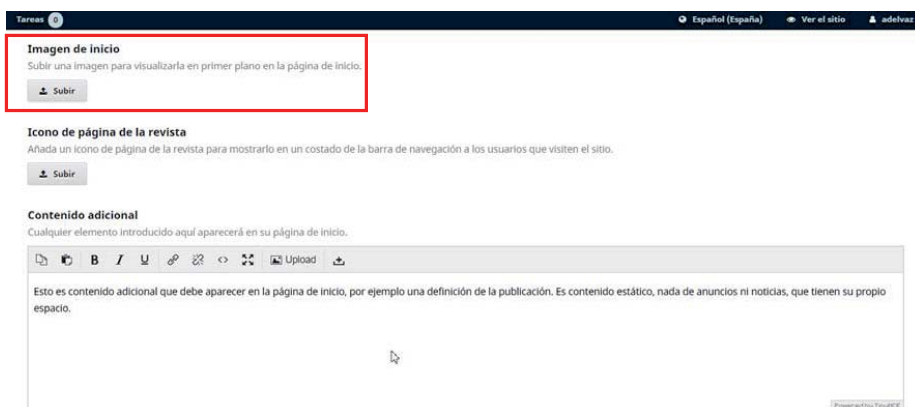 Tareas 0 Español (España) Ver el sitio adelvaz
Imagen de inicio
Subir una imagen para visualizarla en primer plano en la página de inicio.
Subir
Icono de página de la revista
Añada un icono de página de la revista para mostrarlo en un costado de la barra de navegación a los usuarios que visiten el sitio.
Subir
Contenido adicional
Cualquier elemento introducido aquí aparecerá en su página de inicio.
B I U Upload
Esto es contenido adicional que debe aparecer en la página de inicio, por ejemplo una definición de la publicación. Es contenido estático, nada de anuncios ni noticias, que tienen su propio
espacio.
Powered by TinyMCE